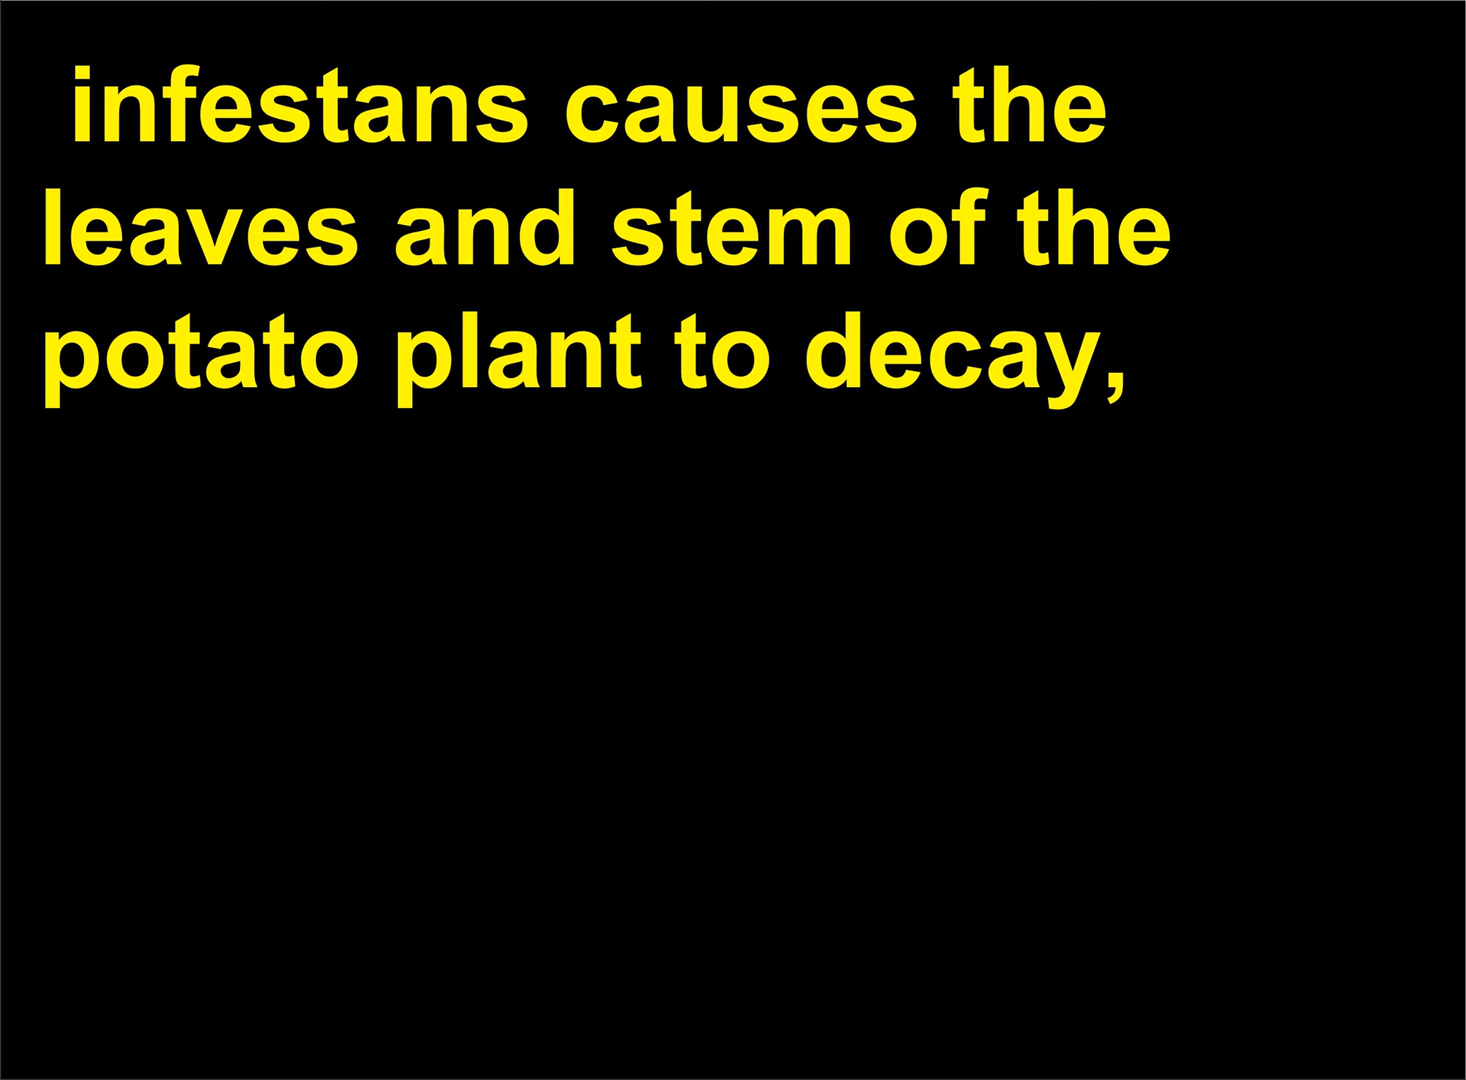 infestans causes the
leaves and stem of the
potato plant to decay,